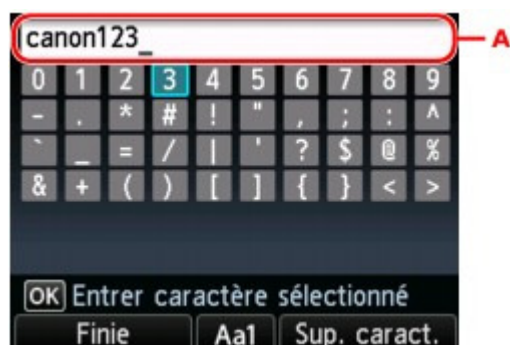 canon123_ A
0 1 2 3 4 5 6 7 8 9
- . * # ! " , ; : ^
` _ = / | ' ? $ @ %
& + ( ) [ ] { } < >
OK Entrer caractère sélectionné
Finie Aa1 Sup. caract.